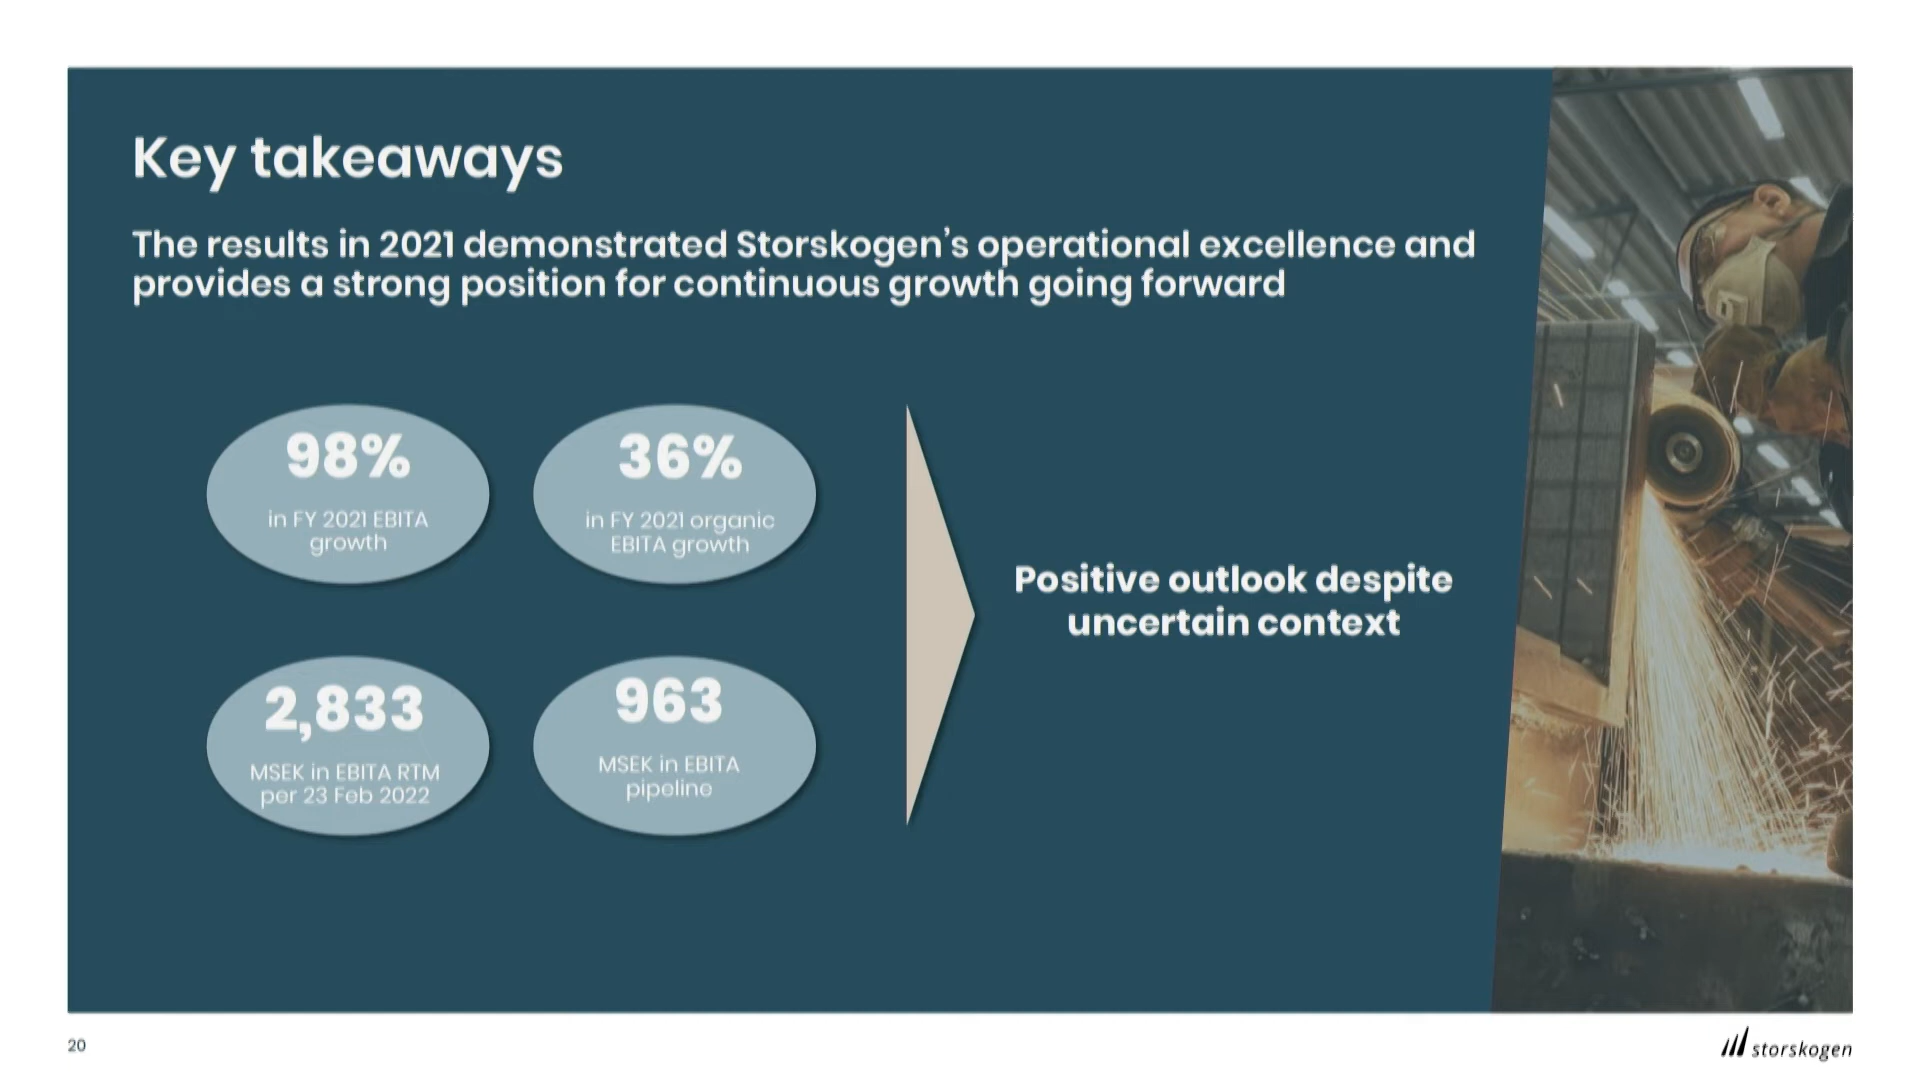 Key takeaways
The results in 2021 demonstrated Storskogen's operational excellence and
provides a strong position for continuous growth going forward
98%
in FY 2021 EBITA
growth
36%
in FY 2021 organic
EBITA growth
2,833
MSEK in EBITA RTM
per 23 Feb 2022
963
MSEK in EBITA
pipeline
Positive outlook despite
uncertain context
20
storskogen